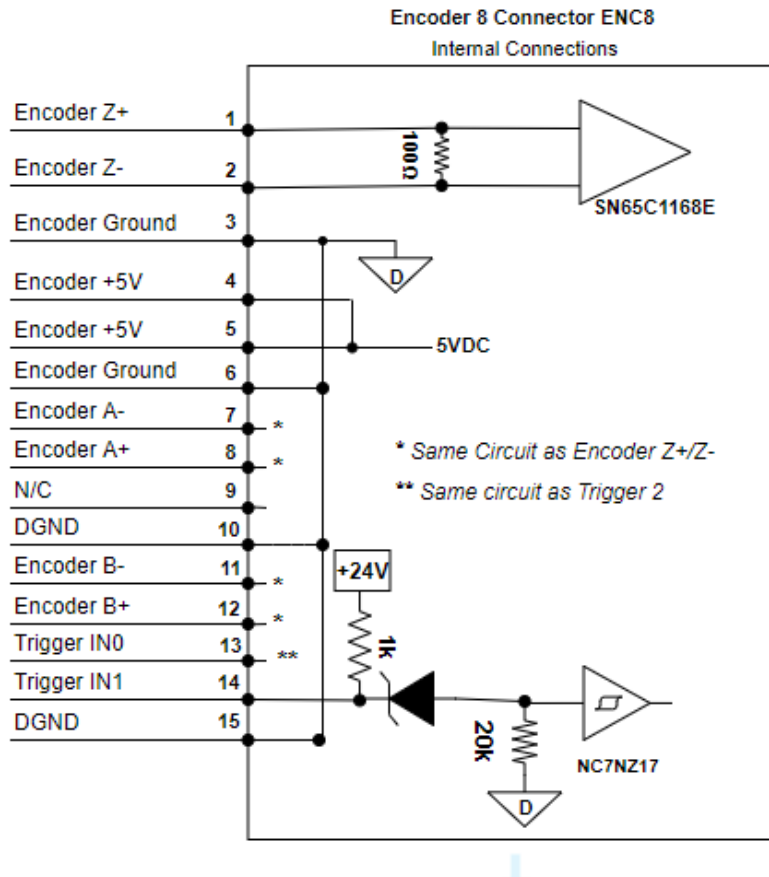 Encoder 8 Connector ENC8
Internal Connections
Encoder Z+ 1
100Ω
Encoder Z- 2
SN65C1168E
Encoder Ground 3
D
Encoder +5V 4
Encoder +5V 5
5VDC
Encoder Ground 6
Encoder A- 7 *
Encoder A+ 8 *
* Same Circuit as Encoder Z+/Z-
N/C 9
** Same circuit as Trigger 2
DGND 10
Encoder B- 11 *
+24V
Encoder B+ 12 *
Trigger IN0 13 **
1k
Trigger IN1 14
DGND 15
20k
NC7NZ17
D